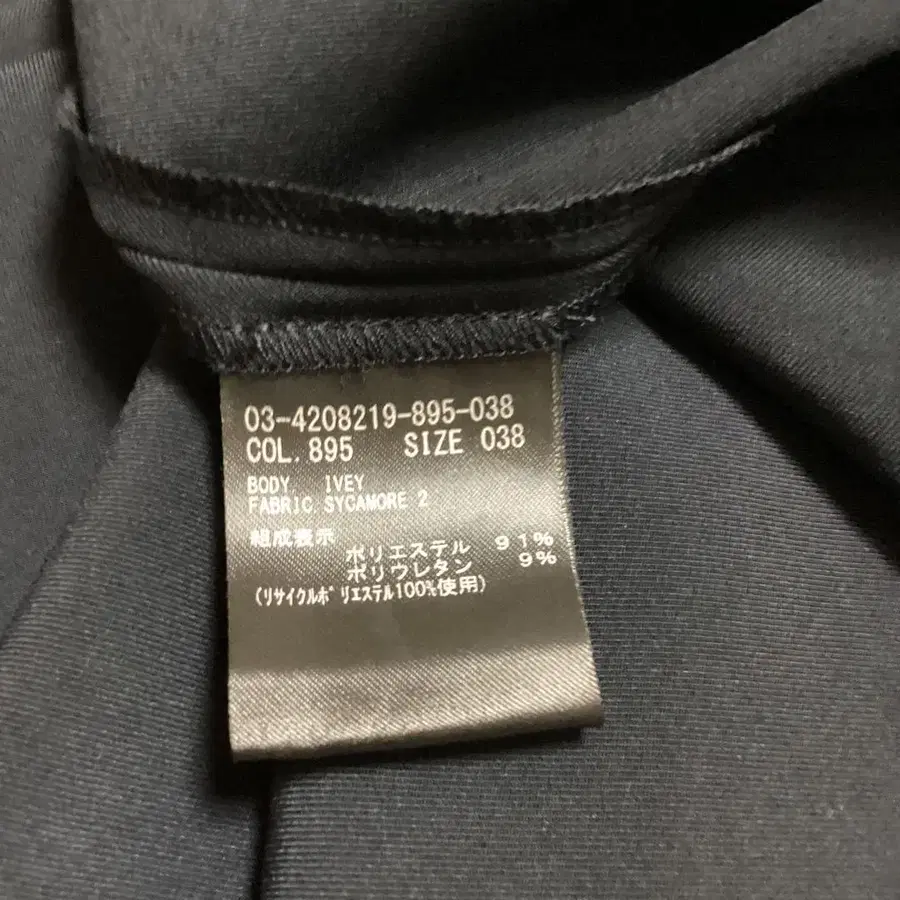 03-4208219-895-038
COL.895 SIZE 038
BODY IVEY
FABRIC SYCAMORE 2
組成表示
ポリエステル 91%
ポリウレタン 9%
(リサイクルポリエステル100%使用)